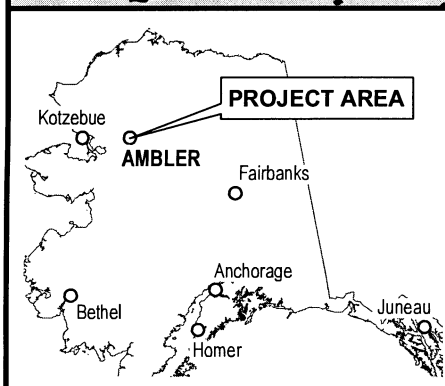 PROJECT AREA
Kotzebue
AMBLER
Fairbanks
Anchorage
Bethel
Juneau
Homer